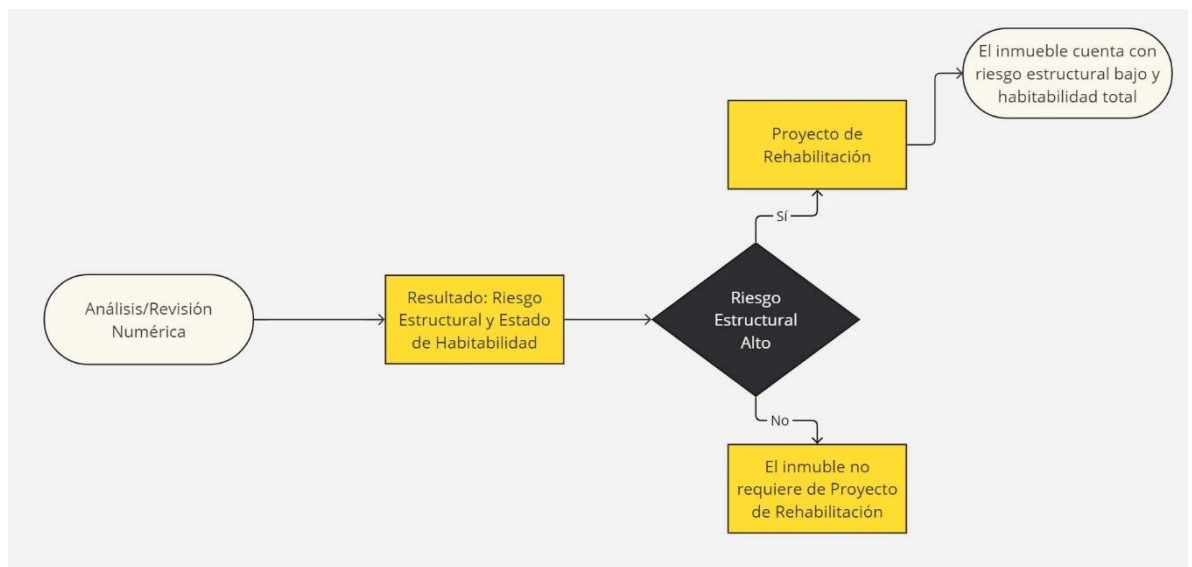 Análisis/Revisión
Numérica
Resultado: Riesgo
Estructural y Estado
de Habitabilidad
Riesgo
Estructural
Alto
Sí
Proyecto de
Rehabilitación
El inmueble cuenta con
riesgo estructural bajo y
habitabilidad total
No
El inmuble no
requiere de Proyecto
de Rehabilitación